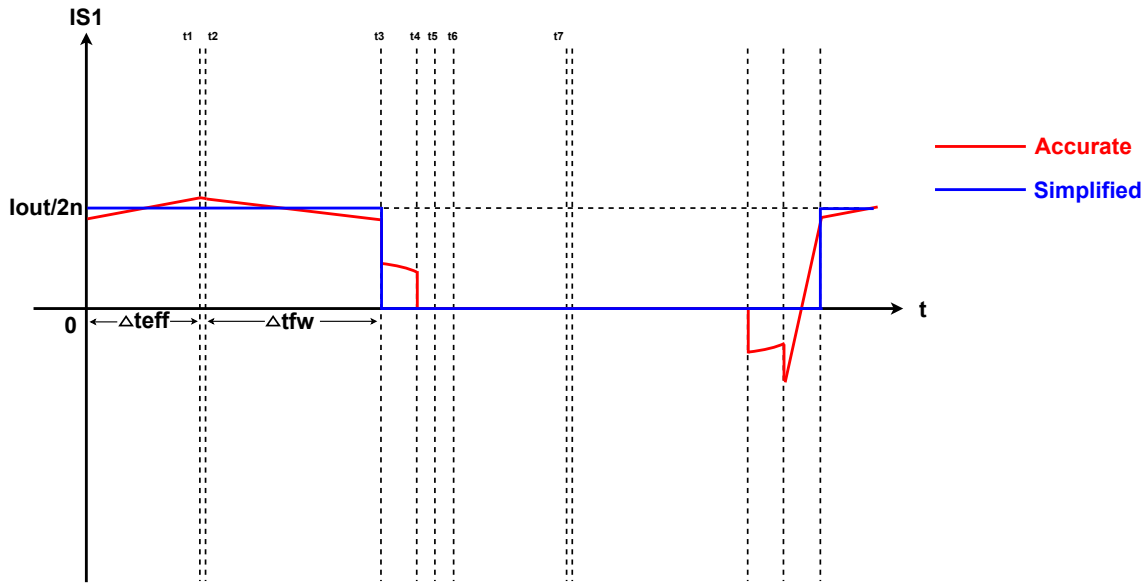 IS1
t1 t2 t3 t4 t5 t6 t7
Accurate
Simplified
Iout/2n
0 △teff △tfw t